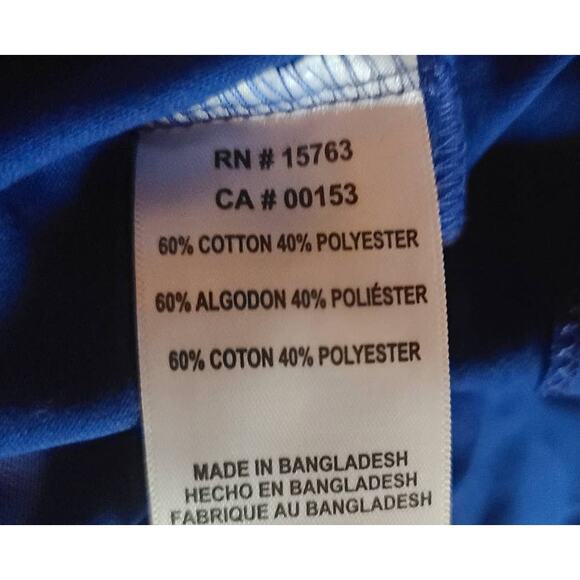 RN # 15763
CA # 00153
60% COTTON 40% POLYESTER
60% ALGODON 40% POLIÉSTER
60% COTON 40% POLYESTER
MADE IN BANGLADESH
HECHO EN BANGLADESH
FABRIQUE AU BANGLADESH